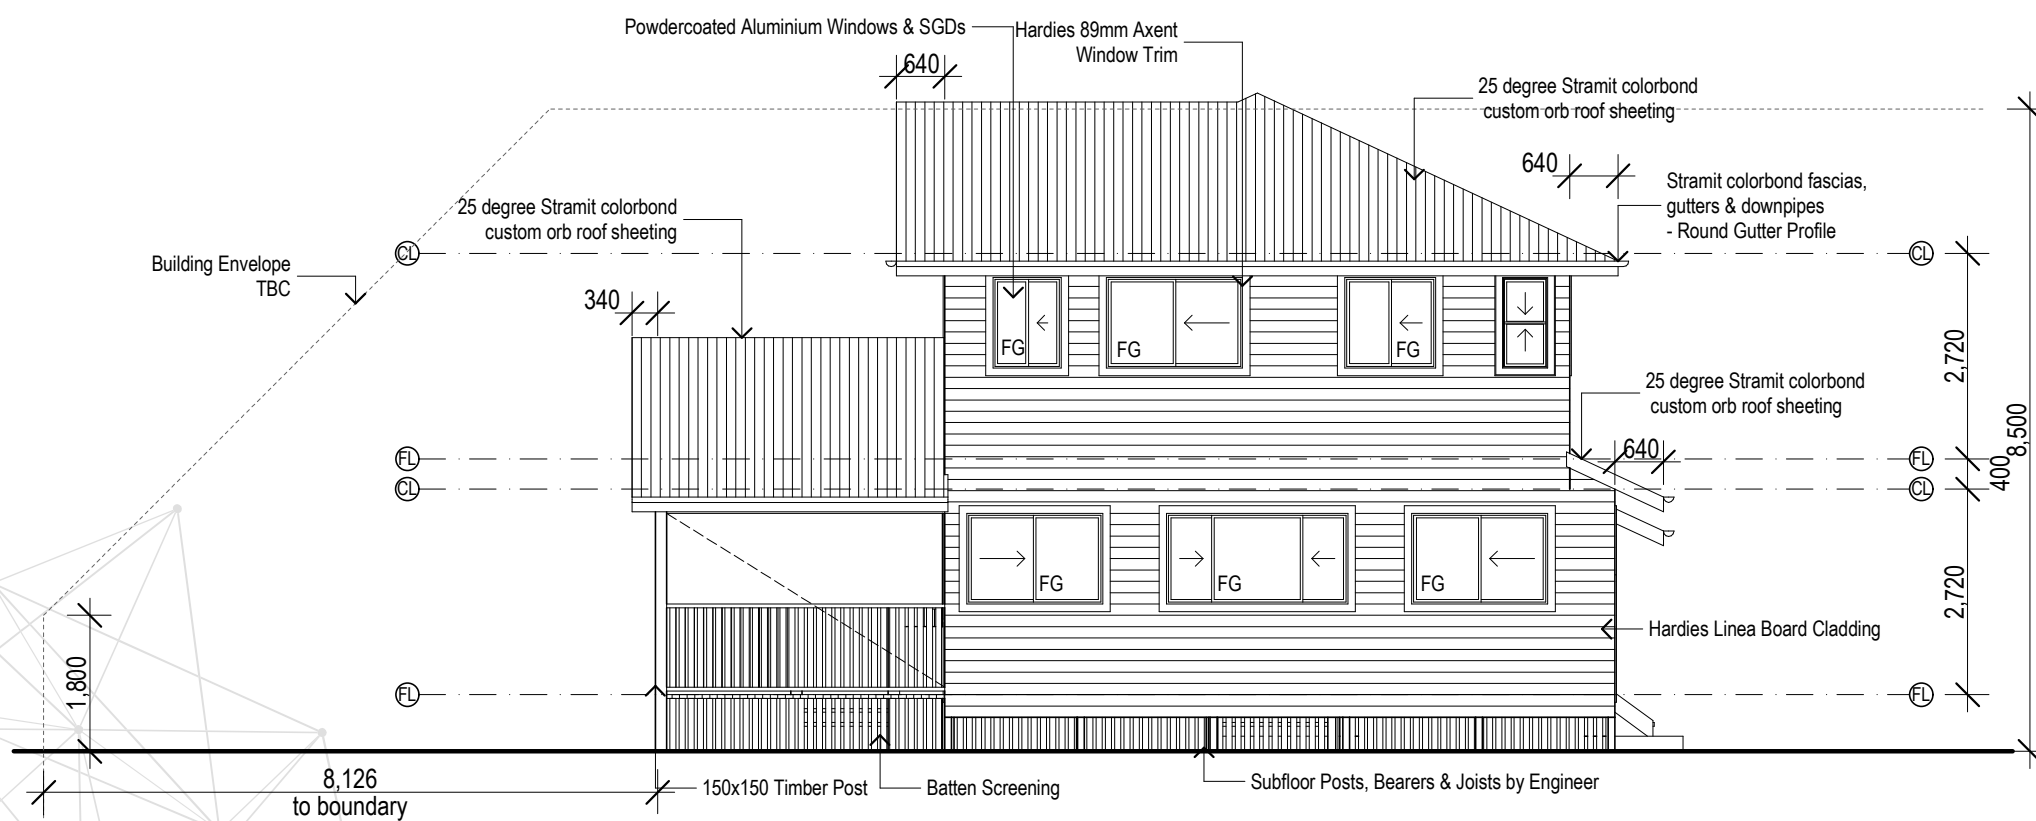 Powdercoated Aluminium Windows & SGDs
Hardies 89mm Axent
Window Trim
640
25 degree Stramit colorbond
custom orb roof sheeting
640
Stramit colorbond fascias,
gutters & downpipes
- Round Gutter Profile
25 degree Stramit colorbond
custom orb roof sheeting
CL
CL
Building Envelope
TBC
340
FG
FG
FG
2,720
25 degree Stramit colorbond
custom orb roof sheeting
8,500
640
FL
FL
400
CL
CL
FG
FG
FG
2,720
Hardies Linea Board Cladding
1,800
FL
FL
8,126
to boundary
150x150 Timber Post
Batten Screening
Subfloor Posts, Bearers & Joists by Engineer